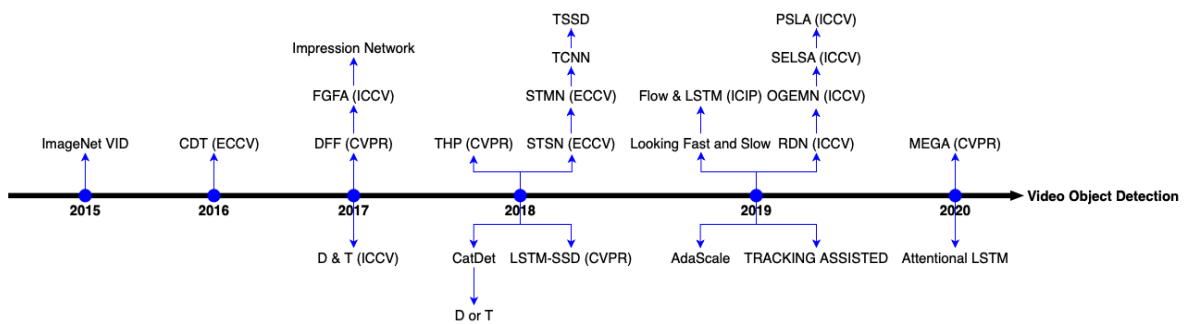 TSSD
PSLA (ICCV)
Impression Network
TCNN
SELSA (ICCV)
FGFA (ICCV)
STMN (ECCV)
Flow & LSTM (ICIP)
OGEMN (ICCV)
ImageNet VID
CDT (ECCV)
DFF (CVPR)
THP (CVPR)
STSN (ECCV)
Looking Fast and Slow
RDN (ICCV)
MEGA (CVPR)
Video Object Detection
2015
2016
2017
2018
2019
2020
D & T (ICCV)
CatDet
LSTM-SSD (CVPR)
AdaScale
TRACKING ASSISTED
Attentional LSTM
D or T